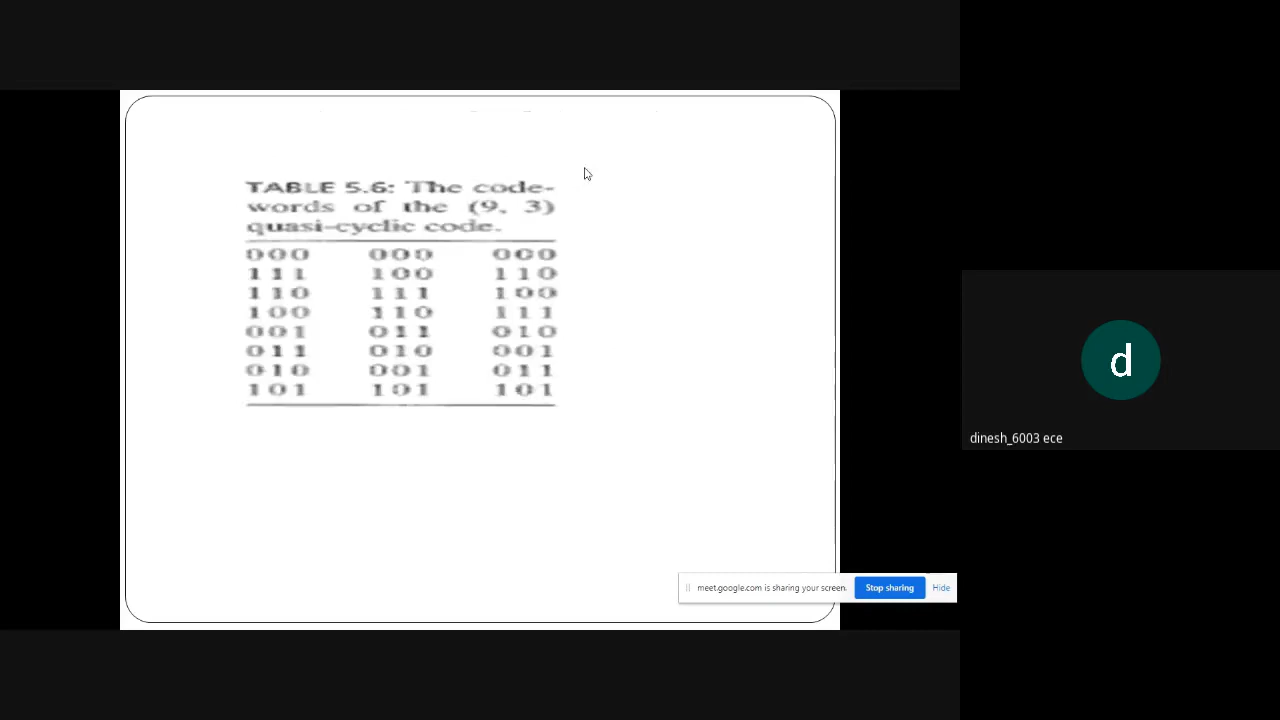 TABLE 5.6: The code-
words of the (9, 3)
quasi-cyclic code.
000 000 000
111 100 110
110 111 100
100 110 111
001 011 010
011 010 001
010 001 011
101 101 101
meet.google.com is sharing your screen.
Stop sharing
Hide
d
dinesh_6003 ece